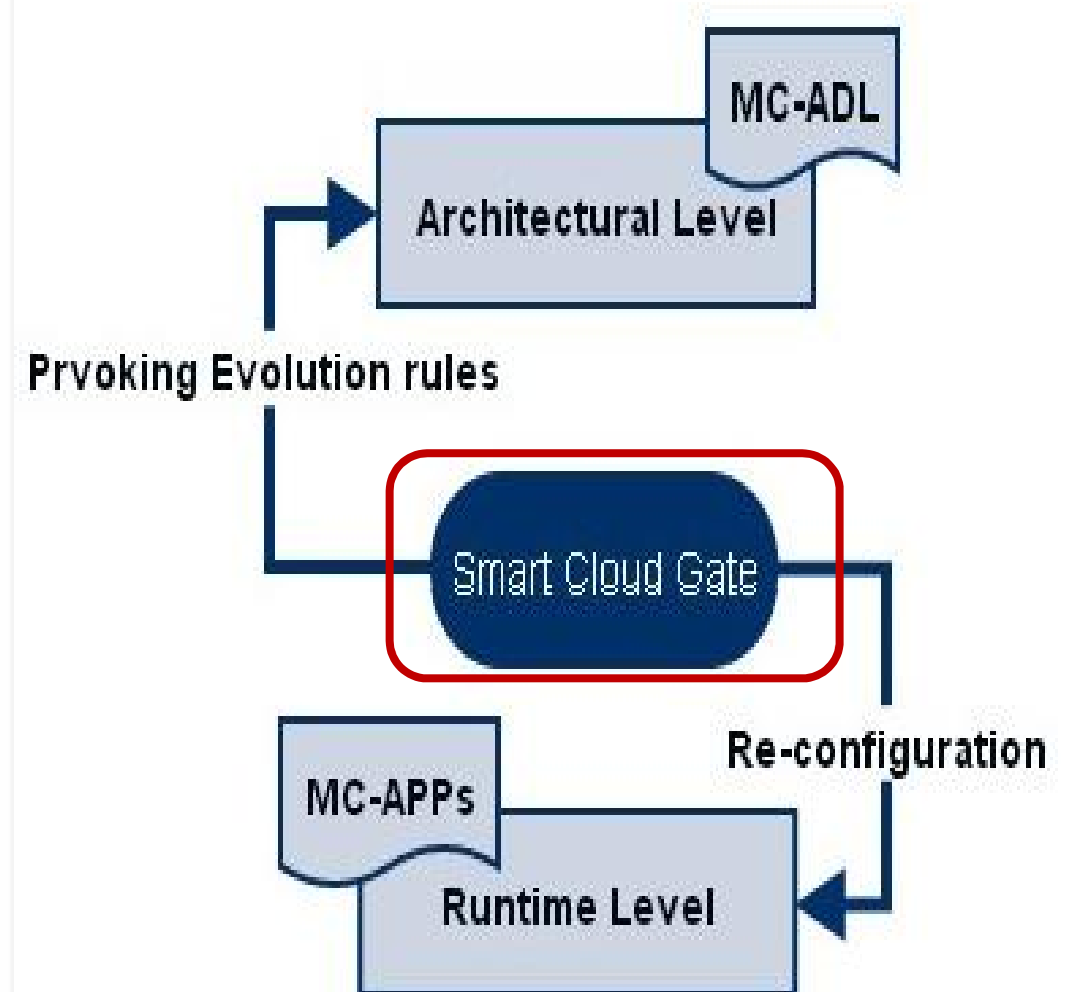 MC-ADL
Architectural Level
Prvoking Evolution rules
Smart Cloud Gate
Re-configuration
MC-APPs
Runtime Level